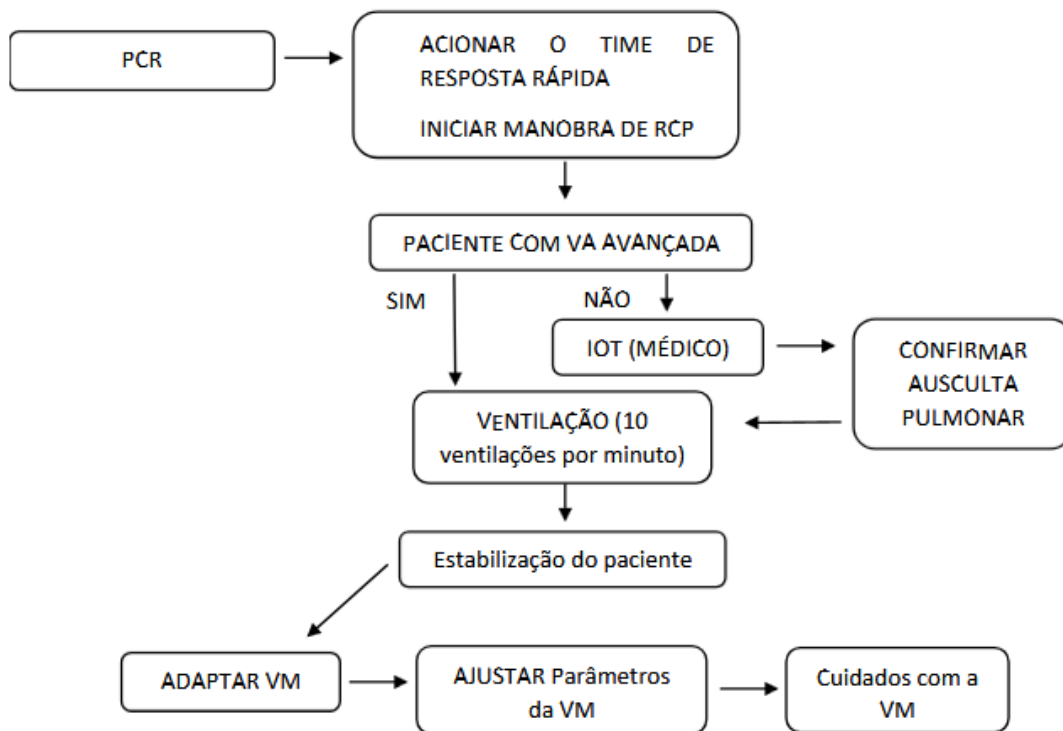 PCR
ACIONAR O TIME DE
RESPOSTA RÁPIDA
INICIAR MANOBRA DE RCP
PACIENTE COM VA AVANÇADA
SIM
NÃO
IOT (MÉDICO)
CONFIRMAR
AUSCULTA
PULMONAR
VENTILAÇÃO (10
ventilações por minuto)
Estabilização do paciente
ADAPTAR VM
AJUSTAR Parâmetros
da VM
Cuidados com a
VM